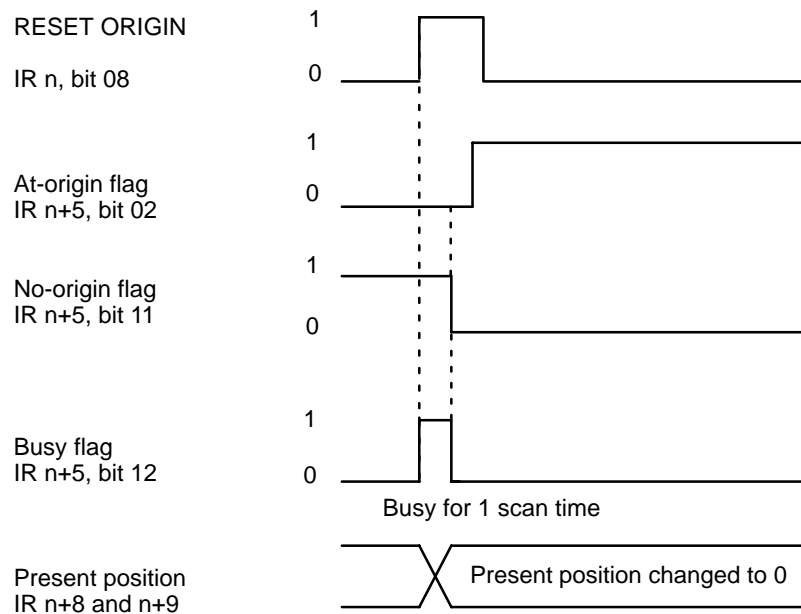 RESET ORIGIN
1
IR n, bit 08
0
1
At-origin flag
0
IR n+5, bit 02
1
No-origin flag
IR n+5, bit 11
0
1
Busy flag
IR n+5, bit 12
0
Busy for 1 scan time
Present position
IR n+8 and n+9
Present position changed to 0